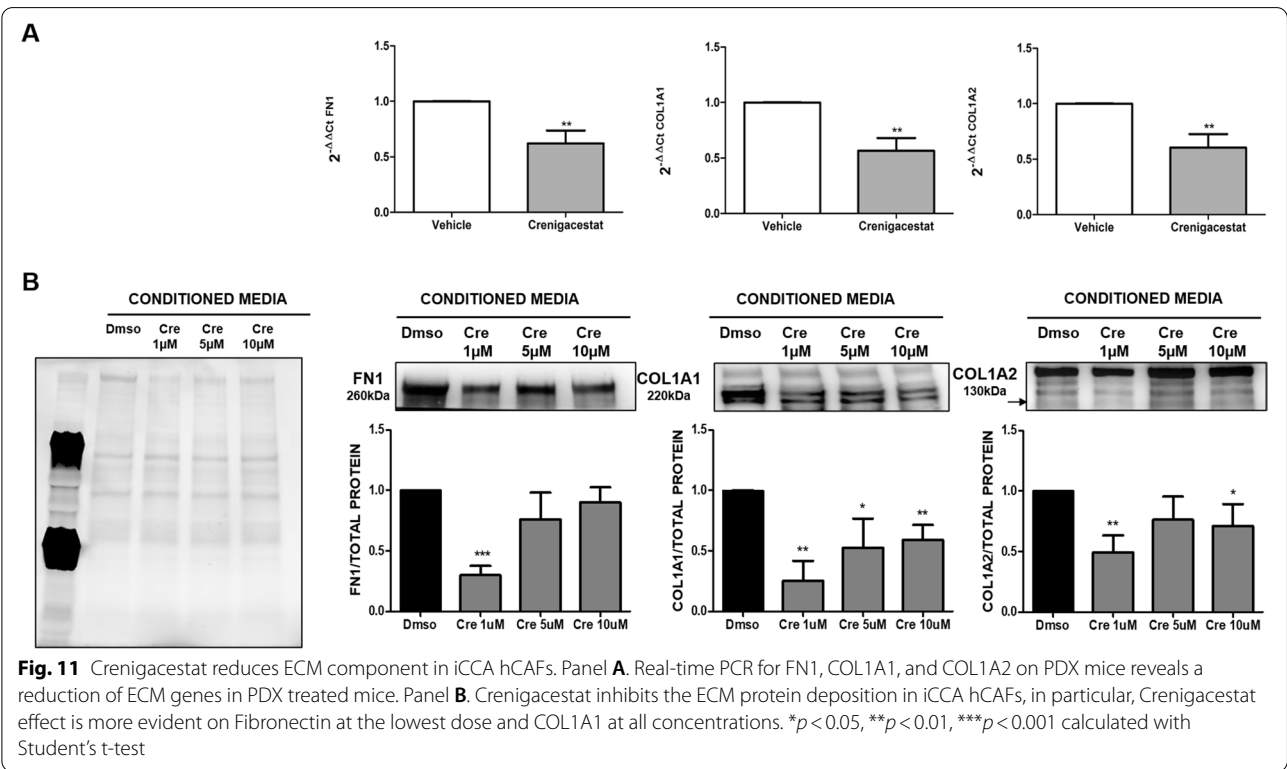 A
1.5
1.0
0.5
0.0
2-ΔΔCt FN1
**
Vehicle Crenigacestat
1.5
1.0
0.5
0.0
2-ΔΔCt COL1A1
**
Vehicle Crenigacestat
1.5
1.0
0.5
0.0
2-ΔΔCt COL1A2
**
Vehicle Crenigacestat
B
CONDITIONED MEDIA
Dmso Cre Cre Cre
1µM 5µM 10µM
CONDITIONED MEDIA
Dmso Cre Cre Cre
1µM 5µM 10µM
FN1
260kDa
1.5
1.0
0.5
0.0
FN1/TOTAL PROTEIN
***
Dmso Cre 1uM Cre 5uM Cre 10uM
CONDITIONED MEDIA
Dmso Cre Cre Cre
1µM 5µM 10µM
COL1A1
220kDa
1.5
1.0
0.5
0.0
COL1A1/TOTAL PROTEIN
** * **
Dmso Cre 1uM Cre 5uM Cre 10uM
CONDITIONED MEDIA
Dmso Cre Cre Cre
1µM 5µM 10µM
COL1A2
130kDa
1.5
1.0
0.5
0.0
COL1A2/TOTAL PROTEIN
** *
Dmso Cre 1uM Cre 5uM Cre 10uM
Fig. 11 Crenigacestat reduces ECM component in iCCA hCAFs. Panel A. Real-time PCR for FN1, COL1A1, and COL1A2 on PDX mice reveals a
reduction of ECM genes in PDX treated mice. Panel B. Crenigacestat inhibits the ECM protein deposition in iCCA hCAFs, in particular, Crenigacestat
effect is more evident on Fibronectin at the lowest dose and COL1A1 at all concentrations. *p < 0.05, **p < 0.01, ***p < 0.001 calculated with
Student's t-test